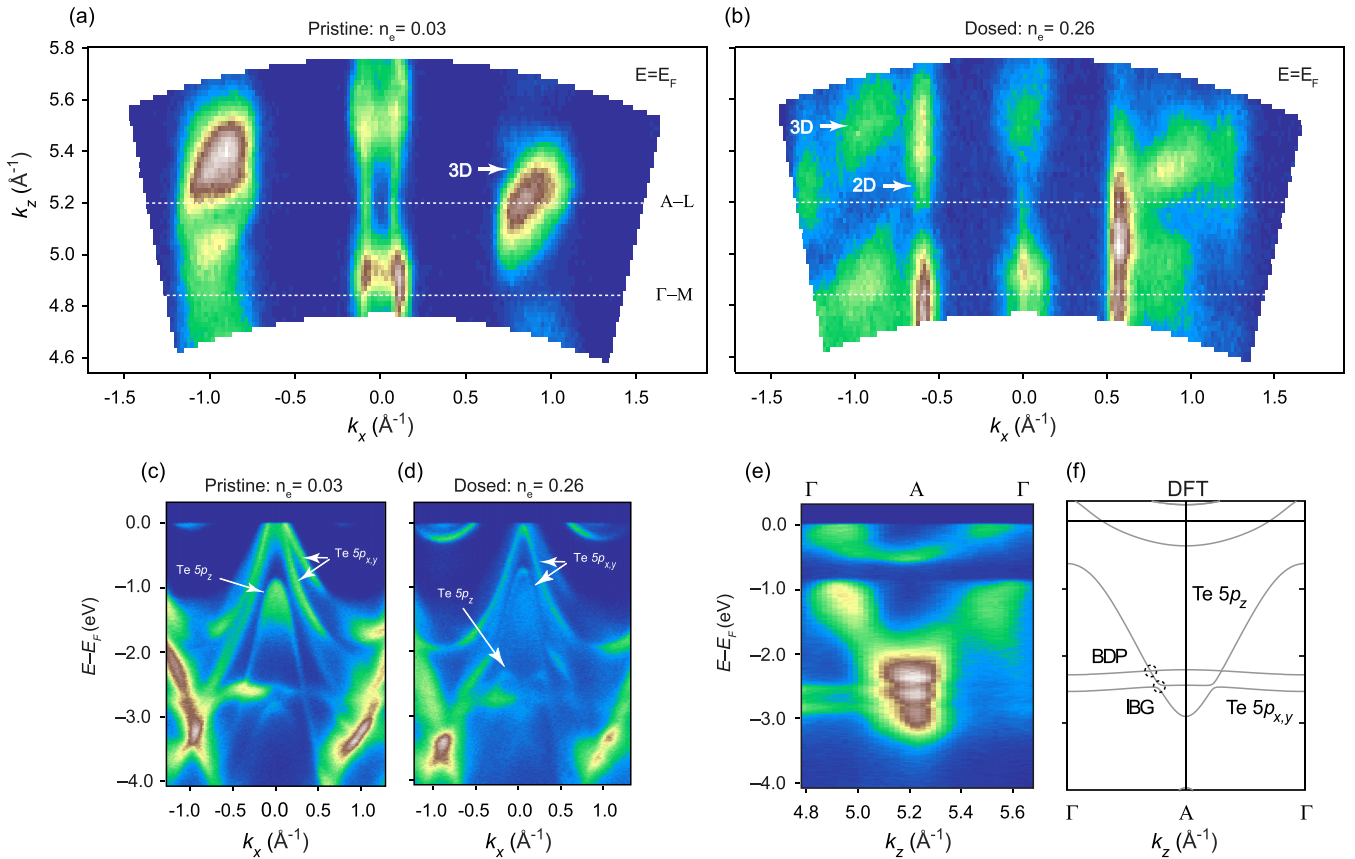 (a)
Pristine: nₑ = 0.03
(b)
Dosed: nₑ = 0.26
5.8
5.6
5.4
5.2
5.0
4.8
4.6
k_z (Å⁻¹)
E=E_F
3D
A–L
Γ–M
-1.5 -1.0 -0.5 0.0 0.5 1.0 1.5
k_x (Å⁻¹)
E=E_F
3D
2D
-1.5 -1.0 -0.5 0.0 0.5 1.0 1.5
k_x (Å⁻¹)
(c)
Pristine: nₑ= 0.03
0.0
–1.0
–2.0
–3.0
–4.0
E–E_F (eV)
Te 5p_z
Te 5p_x,y
-1.0 -0.5 0.0 0.5 1.0
k_x (Å⁻¹)
(d)
Dosed: nₑ= 0.26
Te 5p_z
Te 5p_x,y
-1.0 -0.5 0.0 0.5 1.0
k_x (Å⁻¹)
(e)
Γ A Γ
0.0
–1.0
–2.0
–3.0
–4.0
E–E_F (eV)
4.8 5.0 5.2 5.4 5.6
k_z (Å⁻¹)
(f)
DFT
Te 5p_z
BDP
IBG
Te 5p_x,y
Γ A Γ
k_z (Å⁻¹)